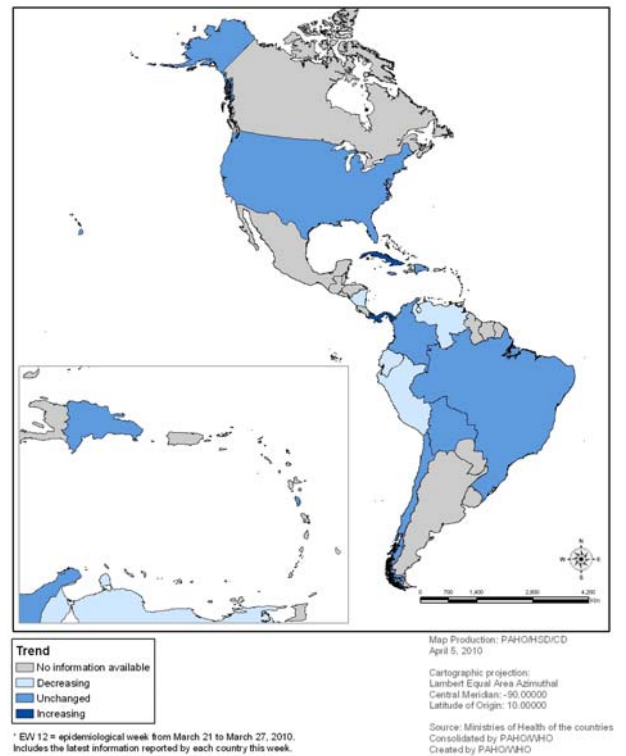 N
W E
S
0 700 1,400 2,800 4,200
Km
Trend
No information available
Decreasing
Unchanged
Increasing
* EW 12 = epidemiological week from March 21 to March 27, 2010.
Includes the latest information reported by each country this week.
Map Production: PAHO/HSD/CD
April 5, 2010
Cartographic projection:
Lambert Equal Area Azimuthal
Central Meridian: -90.00000
Latitude of Origin: 10.00000
Source: Ministries of Health of the countries
Consolidated by PAHO/WHO
Created by PAHO/WHO